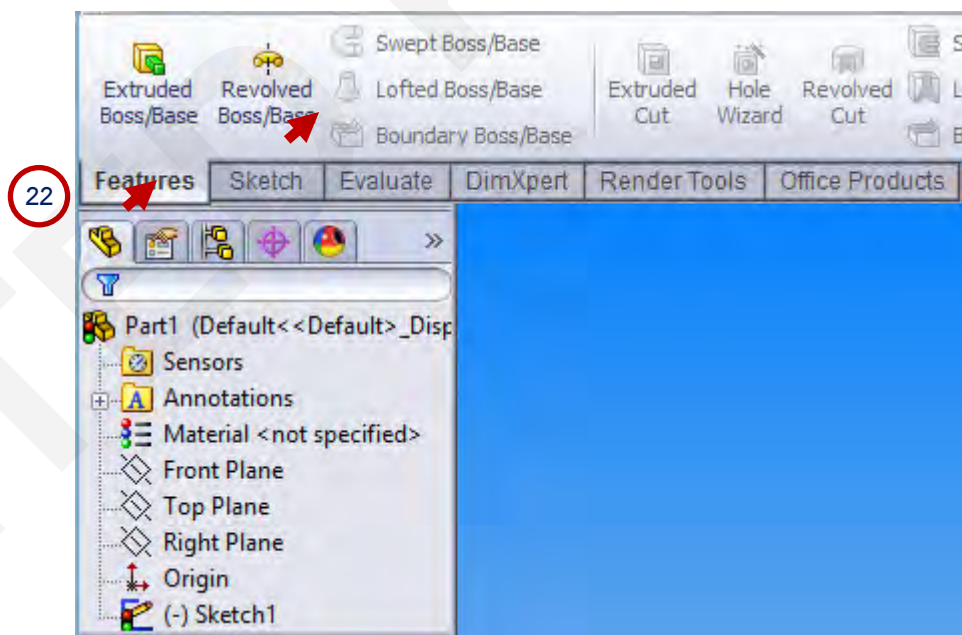 Swept Boss/Base
Extruded Boss/Base
Revolved Boss/Base
Lofted Boss/Base
Boundary Boss/Base
Extruded Cut
Hole Wizard
Revolved Cut
S
L
B
22
Features Sketch Evaluate DimXpert Render Tools Office Products
»
Part1 (Default<<Default>_Disp
Sensors
A Annotations
Material <not specified>
Front Plane
Top Plane
Right Plane
Origin
(-) Sketch1